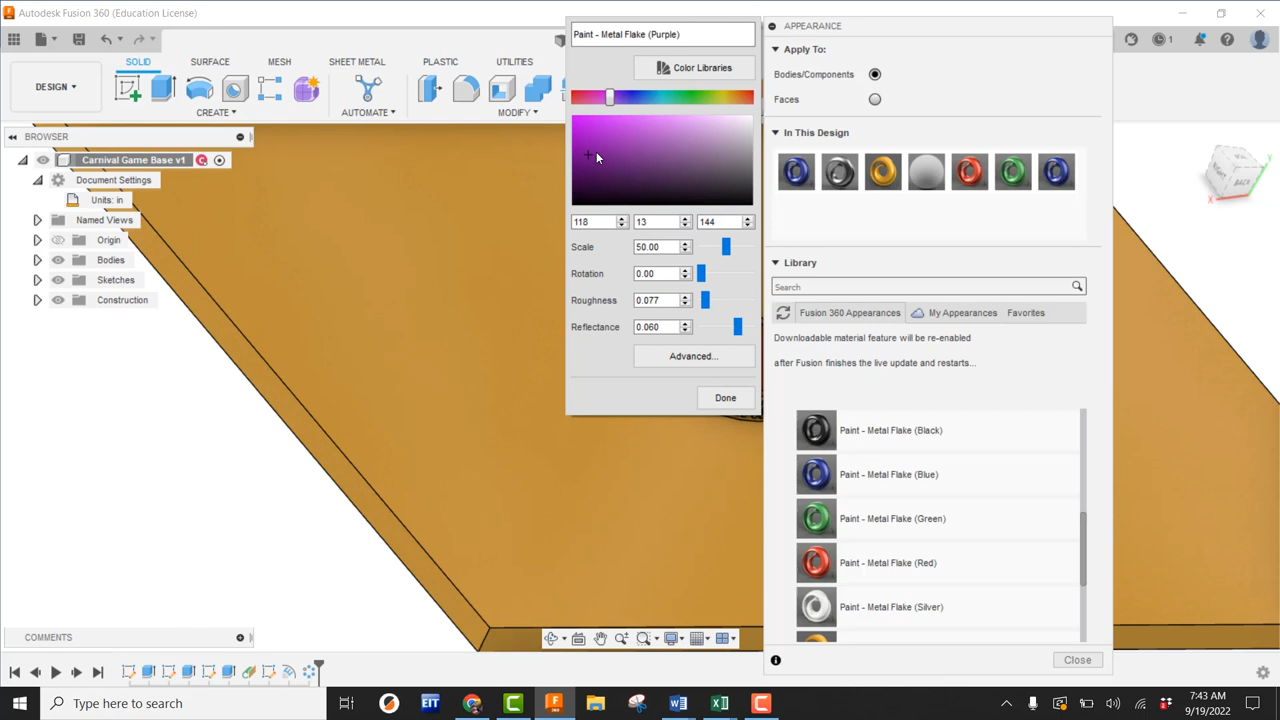 Autodesk Fusion 360 (Education License)
Paint - Metal Flake (Purple)
APPEARANCE
DESIGN
SOLID
SURFACE
MESH
SHEET METAL
PLASTIC
UTILITIES
CREATE
AUTOMATE
MODIFY
Color Libraries
Apply To:
Bodies/Components
Faces
In This Design
BROWSER
Carnival Game Base v1
Document Settings
Units: in
Named Views
Origin
Bodies
Sketches
Construction
118
13
144
Scale
50.00
Rotation
0.00
Roughness
0.077
Reflectance
0.060
Advanced...
Done
Library
Search
Fusion 360 Appearances
My Appearances
Favorites
Downloadable material feature will be re-enabled
after Fusion finishes the live update and restarts...
Paint - Metal Flake (Black)
Paint - Metal Flake (Blue)
Paint - Metal Flake (Green)
Paint - Metal Flake (Red)
Paint - Metal Flake (Silver)
Close
BACK
1
COMMENTS
Type here to search
EIT
7:43 AM
9/19/2022